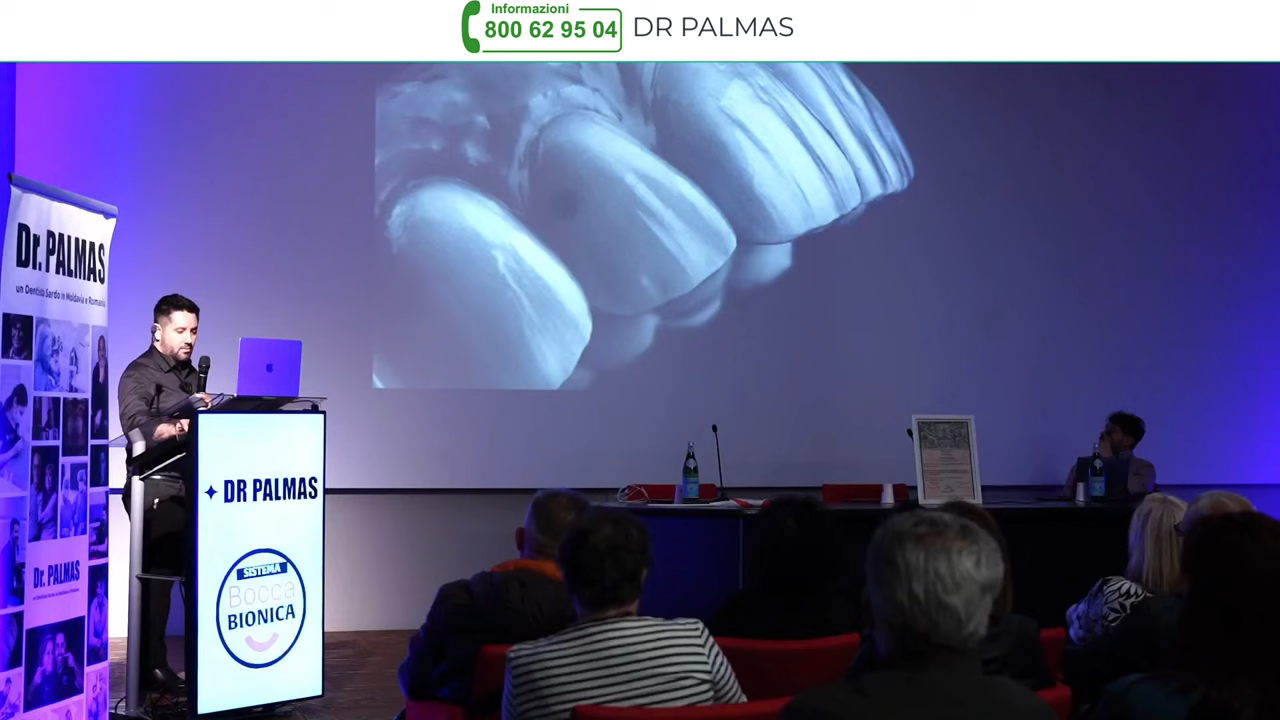 Informazioni
800 62 95 04
DR PALMAS
Dr. PALMAS
un Dentista Sardo in Moldavia e Romania
Dr. PALMAS
DR PALMAS
SISTEMA
Bocca
BIONICA